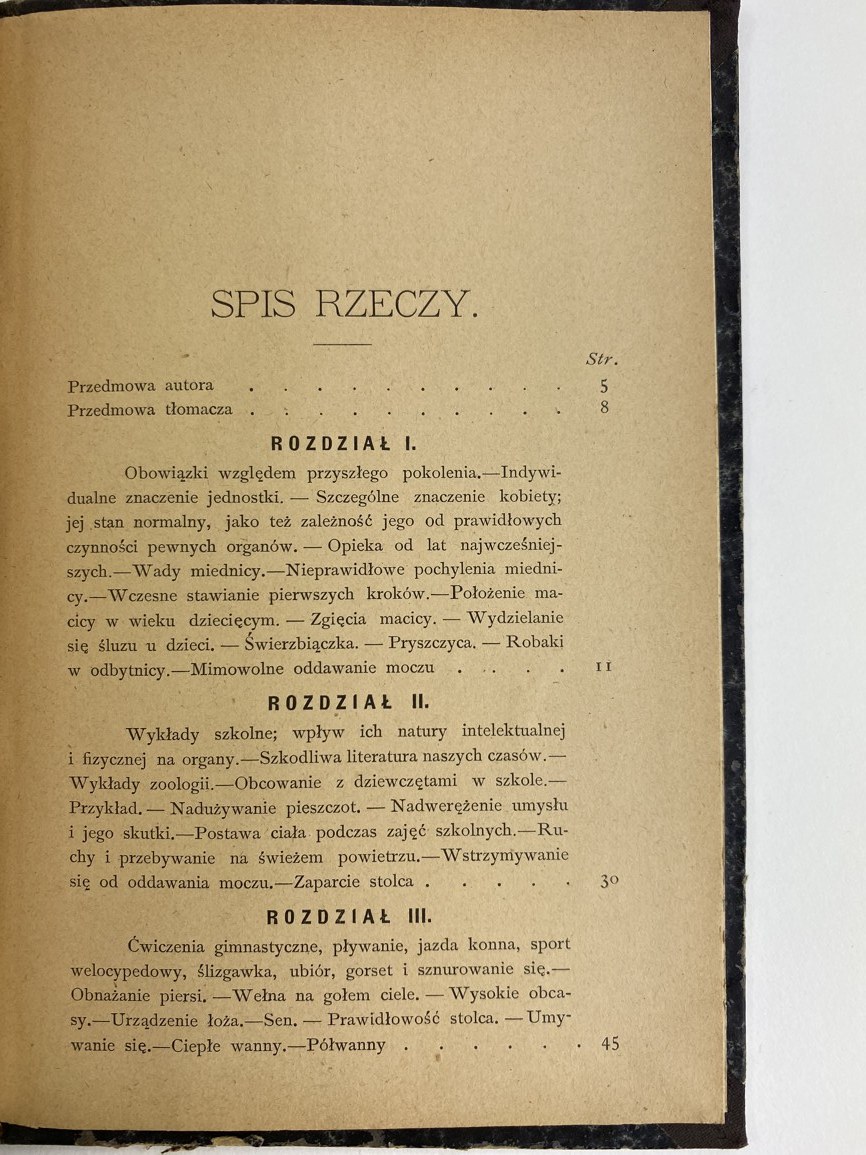 SPIS RZECZY.
Str.
Przedmowa autora . . . . . . . . . . 5
Przedmowa tłomacza . . . . . . . . . . 8
ROZDZIAŁ I.
Obowiązki względem przyszłego pokolenia.—Indywi-
dualne znaczenie jednostki. — Szczególne znaczenie kobiety;
jej stan normalny, jako też zależność jego od prawidłowych
czynności pewnych organów. — Opieka od lat najwcześniej-
szych.—Wady miednicy.—Nieprawidłowe pochylenia miedni-
cy.—Wczesne stawianie pierwszych kroków.—Położenie ma-
cicy w wieku dziecięcym. — Zgięcia macicy. — Wydzielanie
się śluzu u dzieci. — Świerzbiączka. — Pryszczyca. — Robaki
w odbytnicy.—Mimowolne oddawanie moczu . . . . 11
ROZDZIAŁ II.
Wykłady szkolne; wpływ ich natury intelektualnej
i fizycznej na organy.—Szkodliwa literatura naszych czasów.—
Wykłady zoologii.—Obcowanie z dziewczętami w szkole.—
Przykład. — Nadużywanie pieszczot. — Nadwerężenie umysłu
i jego skutki.—Postawa ciała podczas zajęć szkolnych.—Ru-
chy i przebywanie na świeżem powietrzu.—Wstrzymywanie
się od oddawania moczu.—Zaparcie stolca . . . . . 30
ROZDZIAŁ III.
Ćwiczenia gimnastyczne, pływanie, jazda konna, sport
welocypedowy, ślizgawka, ubiór, gorset i sznurowanie się.—
Obnażanie piersi. —Wełna na gołem ciele. — Wysokie obca-
sy.—Urządzenie łoża.—Sen. — Prawidłowość stolca. — Umy-
wanie się.—Ciepłe wanny.—Półwanny . . . . . . 45